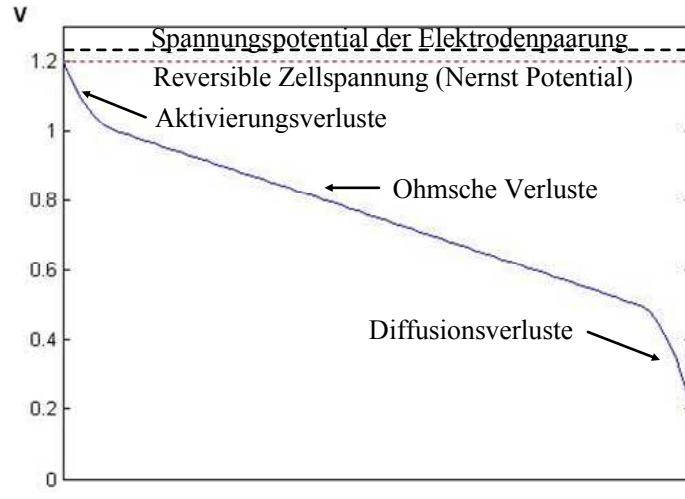 V
Spannungspotential der Elektrodenpaarung
1.2
Reversible Zellspannung (Nernst Potential)
Aktivierungsverluste
1
Ohmsche Verluste
0.8
0.6
Diffusionsverluste
0.4
0.2
0